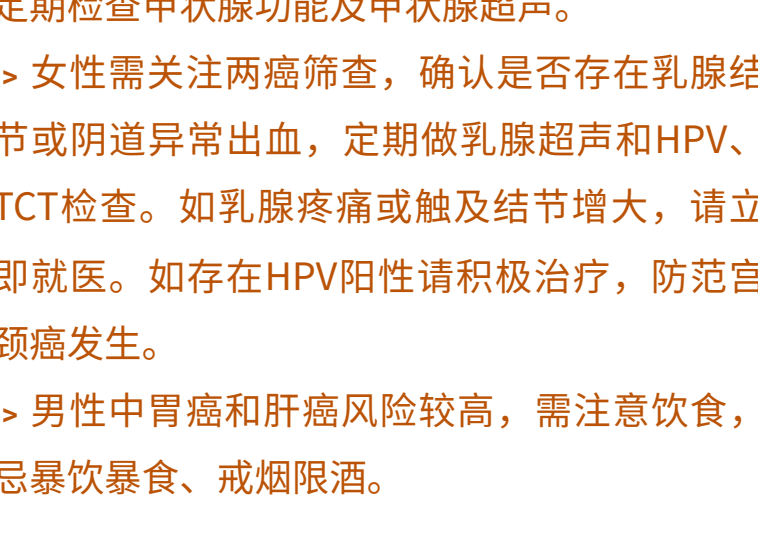 定期检查甲状腺功能及甲状腺超声。
> 女性需关注两癌筛查，确认是否存在乳腺结
节或阴道异常出血，定期做乳腺超声和HPV、
TCT检查。如乳腺疼痛或触及结节增大，请立
即就医。如存在HPV阳性请积极治疗，防范宫
颈癌发生。
> 男性中胃癌和肝癌风险较高，需注意饮食，
忌暴饮暴食、戒烟限酒。